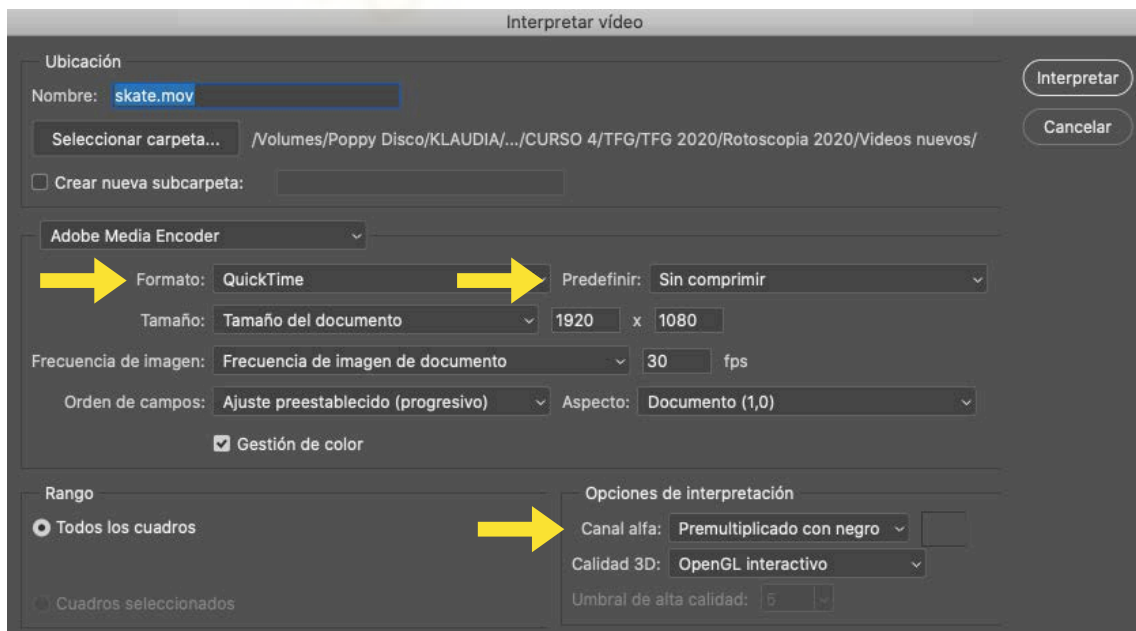 Interpretar vídeo
Ubicación
Nombre: skate.mov
Interpretar
Seleccionar carpeta... /Volumes/Poppy Disco/KLAUDIA/.../CURSO 4/TFG/TFG 2020/Rotoscopia 2020/Videos nuevos/
Cancelar
Crear nueva subcarpeta:
Adobe Media Encoder
Formato: QuickTime Predefinir: Sin comprimir
Tamaño: Tamaño del documento 1920 x 1080
Frecuencia de imagen: Frecuencia de imagen de documento 30 fps
Orden de campos: Ajuste preestablecido (progresivo) Aspecto: Documento (1,0)
Gestión de color
Rango
Todos los cuadros
Cuadros seleccionados
Opciones de interpretación
Canal alfa: Premultiplicado con negro
Calidad 3D: OpenGL interactivo
Umbral de alta calidad: 5